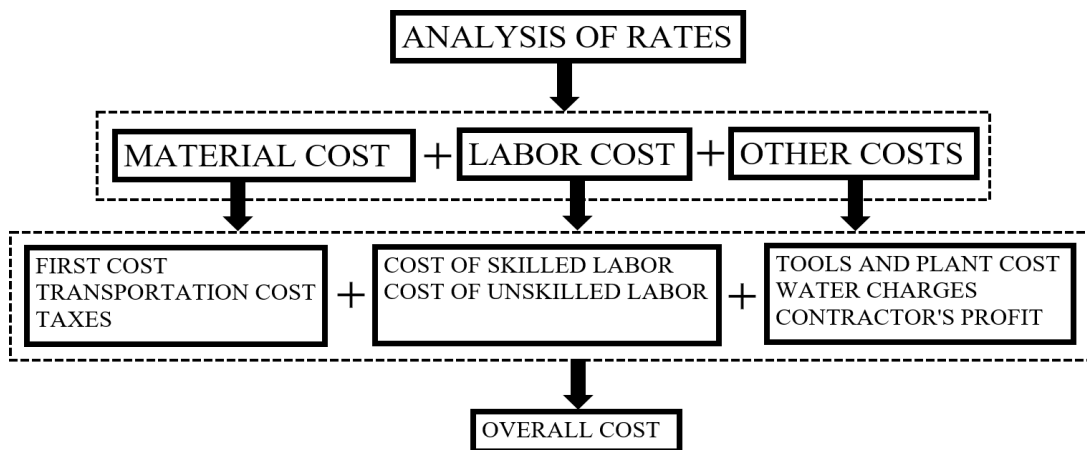 ANALYSIS OF RATES
MATERIAL COST + LABOR COST + OTHER COSTS
FIRST COST
TRANSPORTATION COST
TAXES
+
COST OF SKILLED LABOR
COST OF UNSKILLED LABOR
+
TOOLS AND PLANT COST
WATER CHARGES
CONTRACTOR'S PROFIT
OVERALL COST